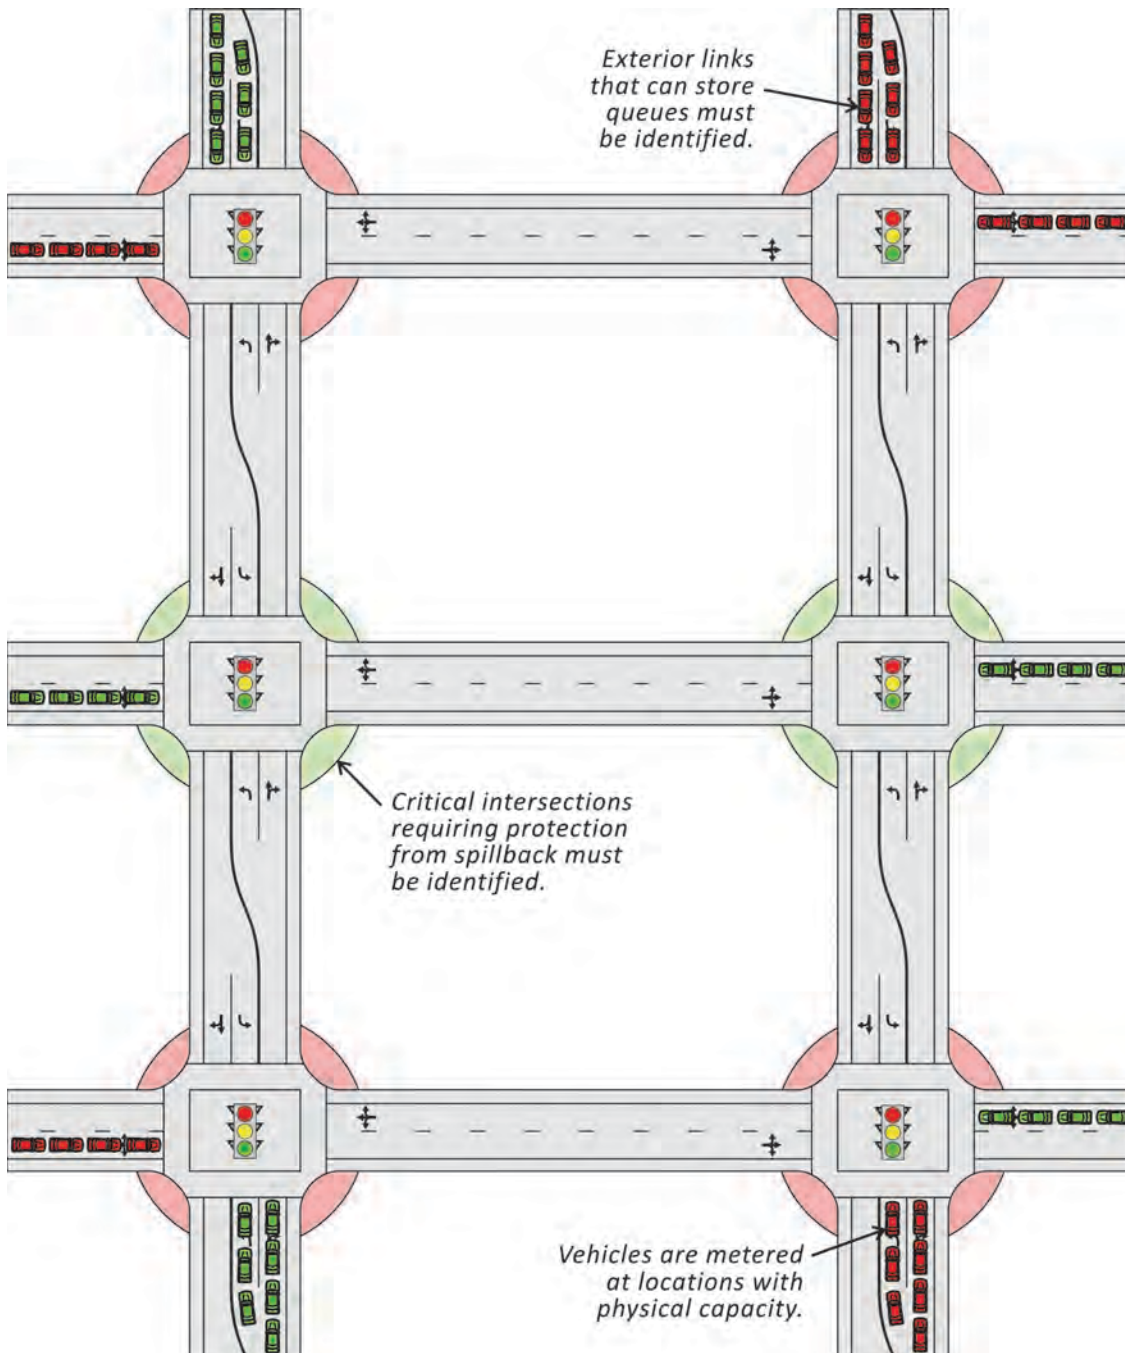 Exterior links
that can store
queues must
be identified.
Critical intersections
requiring protection
from spillback must
be identified.
Vehicles are metered
at locations with
physical capacity.